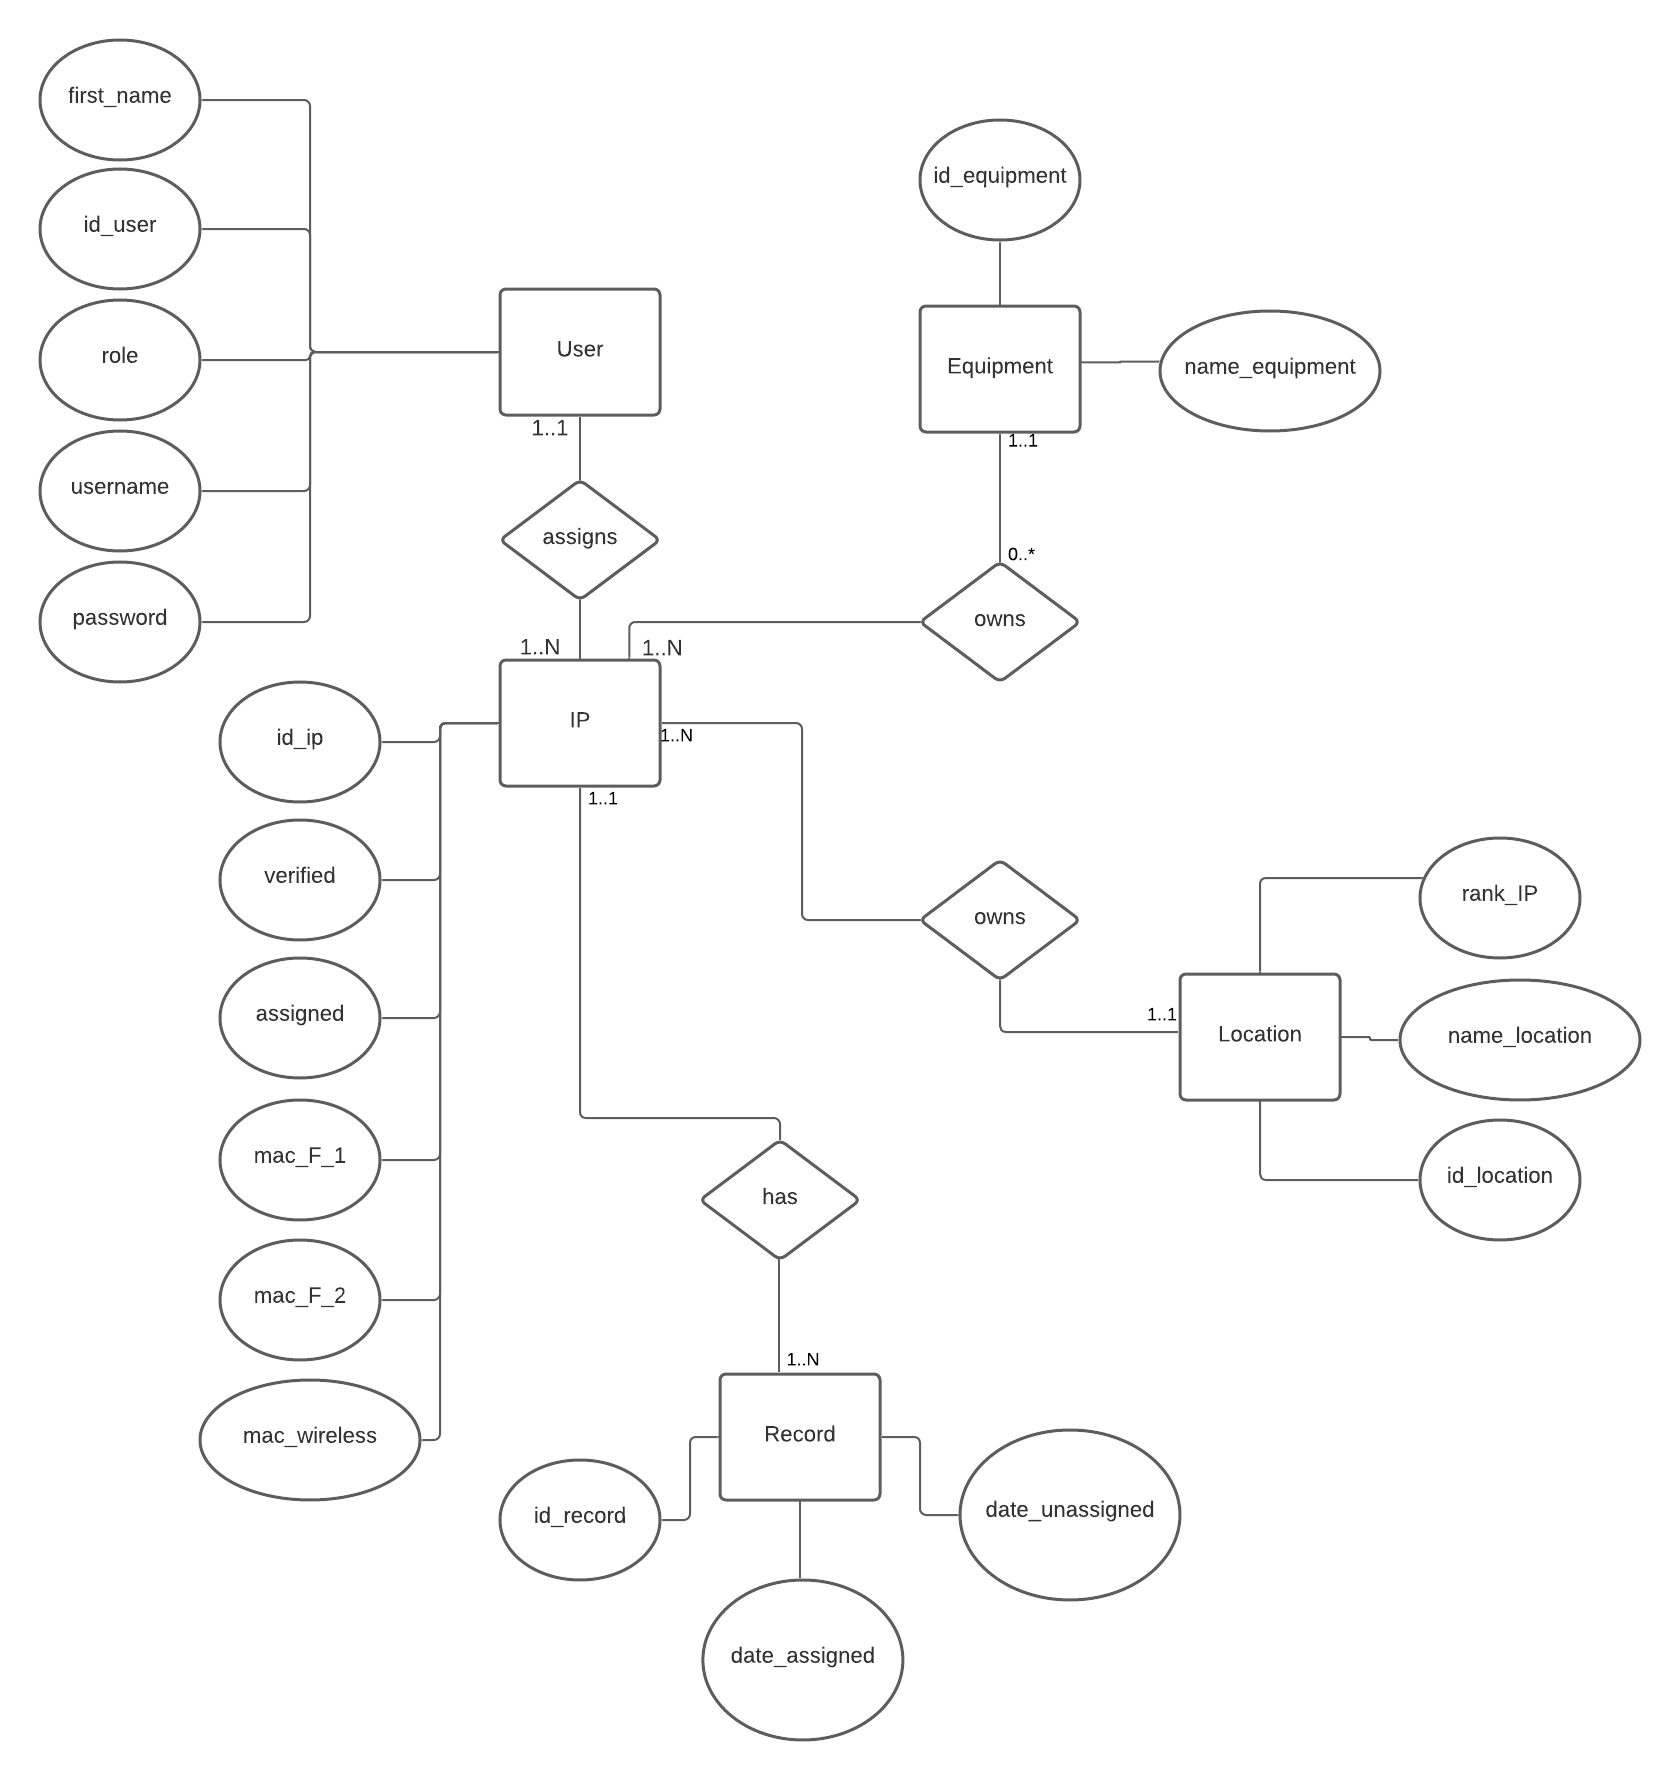 first_name
id_user
role
username
password
User
1..1
assigns
1..N
id_equipment
Equipment
name_equipment
1..1
0..*
owns
1..N
IP
1..N
1..1
id_ip
verified
assigned
mac_F_1
mac_F_2
mac_wireless
owns
1..1
Location
rank_IP
name_location
id_location
has
1..N
Record
id_record
date_assigned
date_unassigned